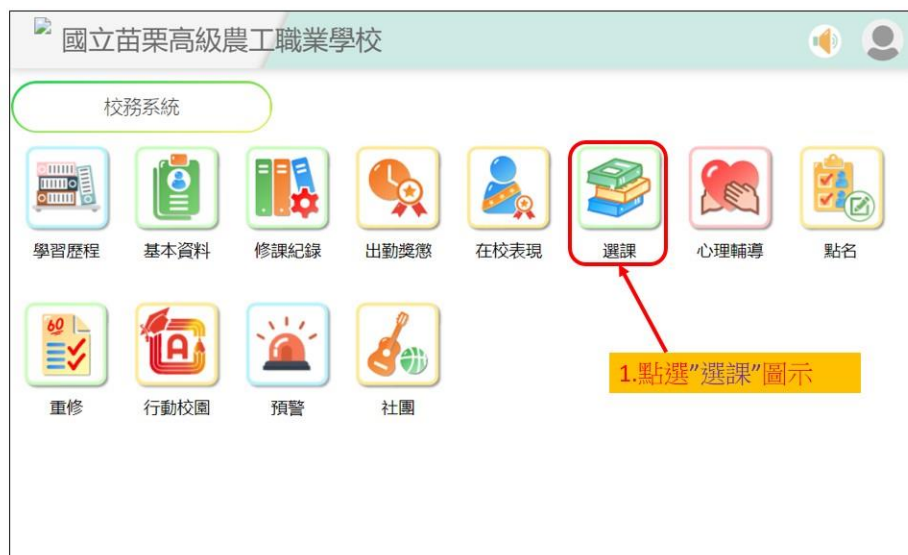 國立苗栗高級農工職業學校
校務系統
學習歷程 基本資料 修課紀錄 出勤獎懲 在校表現 選課 心理輔導 點名
1.點選”選課”圖示
60
A
重修 行動校園 預警 社團